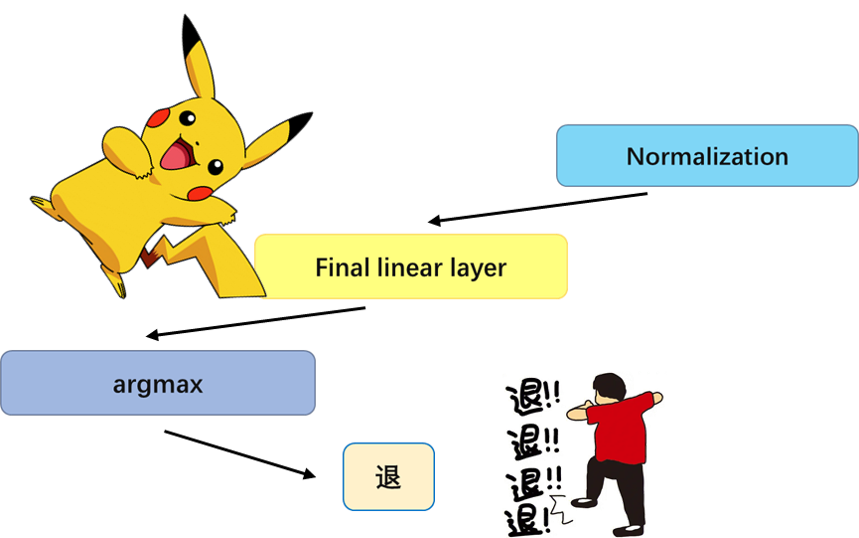 Normalization
Final linear layer
argmax
退
退!!
退!!
退!!
退!